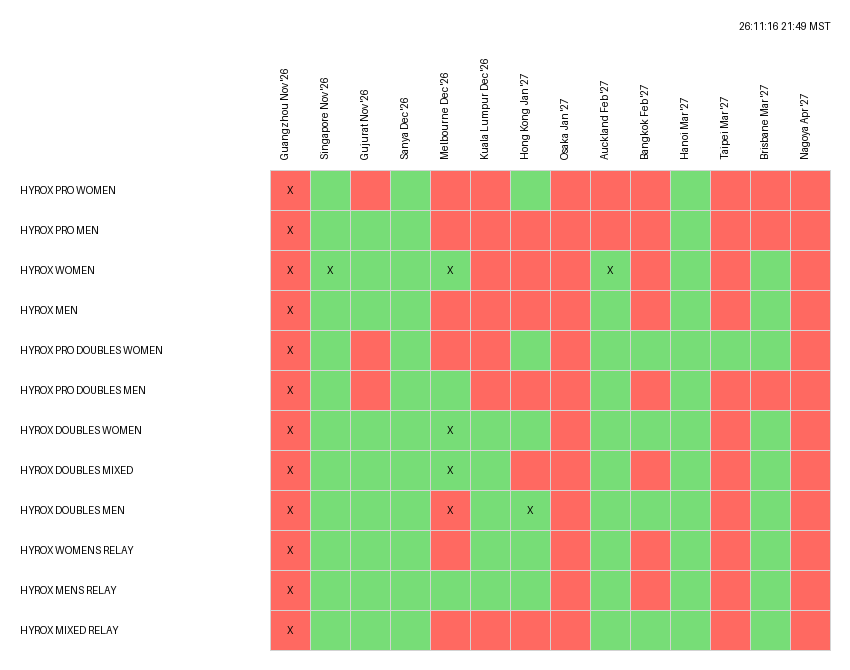 26:11:16 21:49 MST
Guangzhou Nov'26
Singapore Nov'26
Gujurat Nov'26
Sanya Dec'26
Melbourne Dec'26
Kuala Lumpur Dec'26
Hong Kong Jan'27
Osaka Jan'27
Auckland Feb'27
Bangkok Feb'27
Hanoi Mar'27
Taipei Mar'27
Brisbane Mar'27
Nagoya Apr'27
HYROX PRO WOMEN X
HYROX PRO MEN X
HYROX WOMEN X X X X
HYROX MEN X
HYROX PRO DOUBLES WOMEN X
HYROX PRO DOUBLES MEN X
HYROX DOUBLES WOMEN X X
HYROX DOUBLES MIXED X X
HYROX DOUBLES MEN X X X
HYROX WOMENS RELAY X
HYROX MENS RELAY X
HYROX MIXED RELAY X